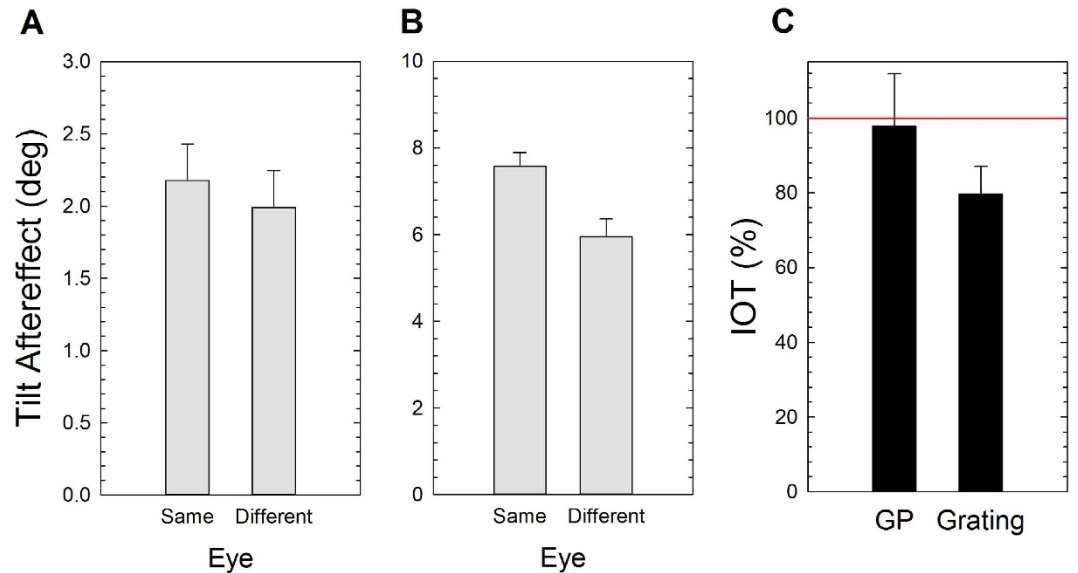 A
B
C
Tilt Aftereffect (deg)
3.0
2.5
2.0
1.5
1.0
0.5
0.0
Same Different
Eye
10
8
6
4
2
0
Same Different
Eye
IOT (%)
100
80
60
40
20
0
GP Grating